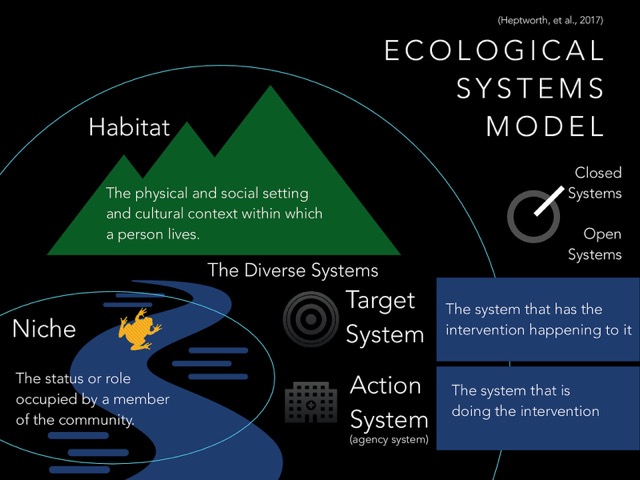 (Heptworth, et al., 2017)
ECOLOGICAL
SYSTEMS
MODEL
Habitat
The physical and social setting
and cultural context within which
a person lives.
Closed
Systems
Open
Systems
The Diverse Systems
Target
System
The system that has the
intervention happening to it
Niche
The status or role
occupied by a member
of the community.
Action
System
(agency system)
The system that is
doing the intervention